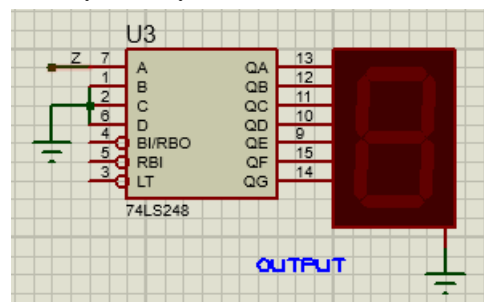 U3
Z 7 A QA 13
1 B QB 12
2 C QC 11
6 D QD 10
4 BI/RBO QE 9
5 RBI QF 15
3 LT QG 14
74LS248
OUTPUT